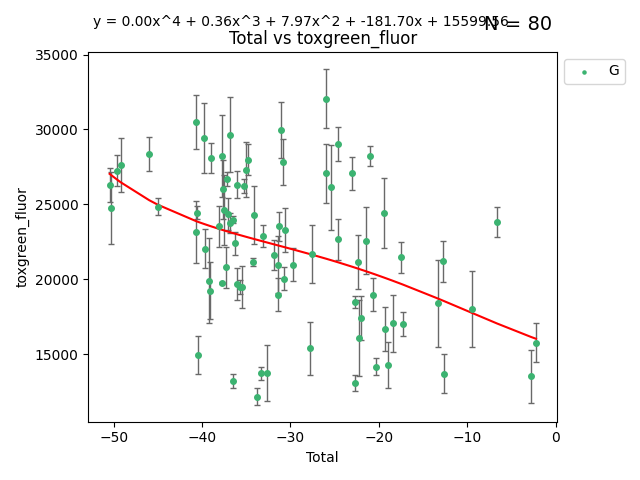 y = 0.00x^4 + 0.36x^3 + 7.97x^2 + -181.70x + 15599.56
N = 80
Total vs toxgreen_fluor
35000
30000
25000
20000
15000
toxgreen_fluor
G
−50
−40
−30
−20
−10
0
Total